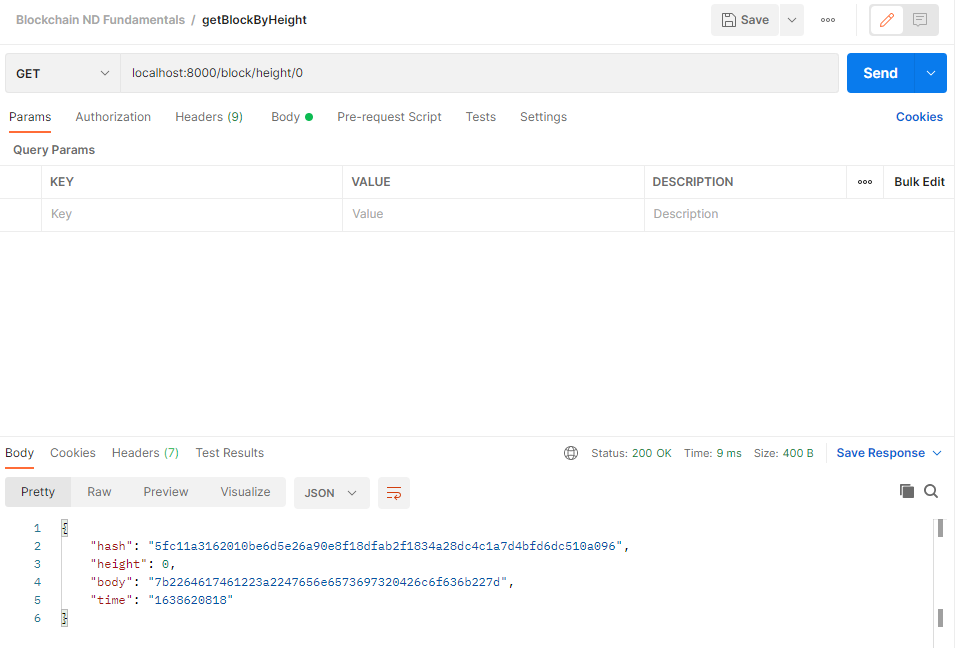 Blockchain ND Fundamentals / getBlockByHeight
Save
GET localhost:8000/block/height/0 Send
Params Authorization Headers (9) Body Pre-request Script Tests Settings Cookies
Query Params
KEY VALUE DESCRIPTION Bulk Edit
Key Value Description
Body Cookies Headers (7) Test Results Status: 200 OK Time: 9 ms Size: 400 B Save Response
Pretty Raw Preview Visualize JSON
1 {
2 "hash": "5fc11a3162010be6d5e26a90e8f18dfab2f1834a28dc4c1a7d4bfd6dc510a096",
3 "height": 0,
4 "body": "7b2264617461223a2247656e6573697320426c6f636b227d",
5 "time": "1638620818"
6 }